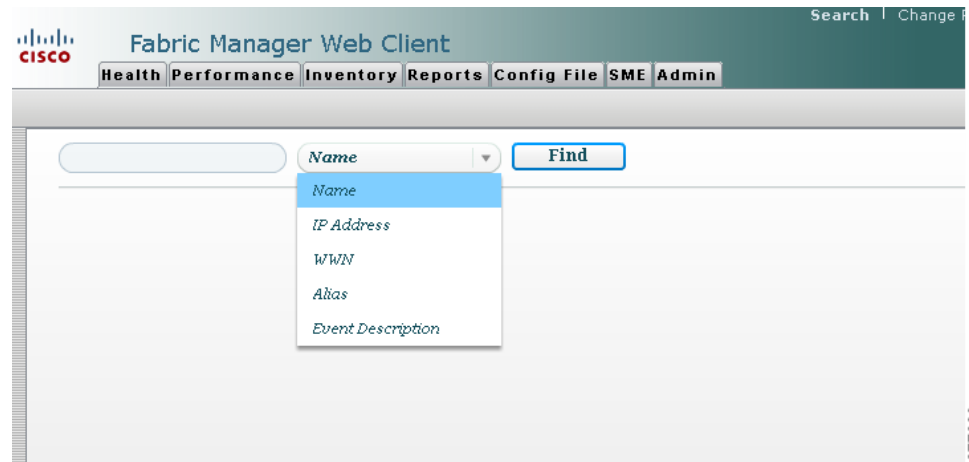 Search | Change
CISCO
Fabric Manager Web Client
Health Performance Inventory Reports Config File SME Admin
Name Find
Name
IP Address
WWN
Alias
Event Description